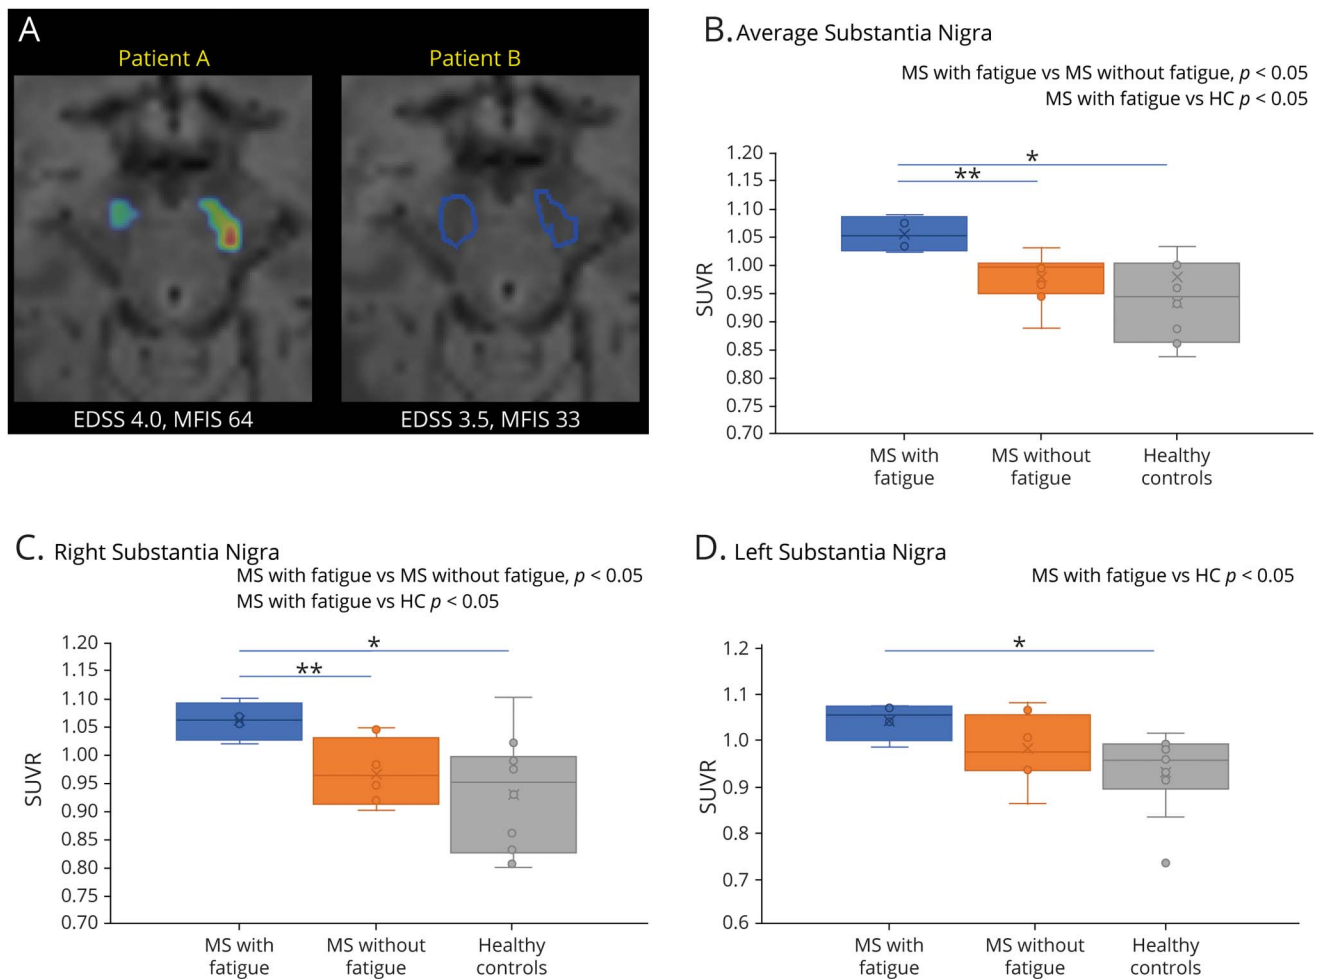 A
Patient A
Patient B
EDSS 4.0, MFIS 64
EDSS 3.5, MFIS 33
B. Average Substantia Nigra
MS with fatigue vs MS without fatigue, p < 0.05
MS with fatigue vs HC p < 0.05
*
**
1.20
1.15
1.10
1.05
1.00
0.95
0.90
0.85
0.80
0.75
0.70
SUVR
MS with
fatigue
MS without
fatigue
Healthy
controls
C. Right Substantia Nigra
MS with fatigue vs MS without fatigue, p < 0.05
MS with fatigue vs HC p < 0.05
*
**
1.20
1.15
1.10
1.05
1.00
0.95
0.90
0.85
0.80
0.75
0.70
SUVR
MS with
fatigue
MS without
fatigue
Healthy
controls
D. Left Substantia Nigra
MS with fatigue vs HC p < 0.05
*
1.2
1.1
1.0
0.9
0.8
0.7
0.6
SUVR
MS with
fatigue
MS without
fatigue
Healthy
controls